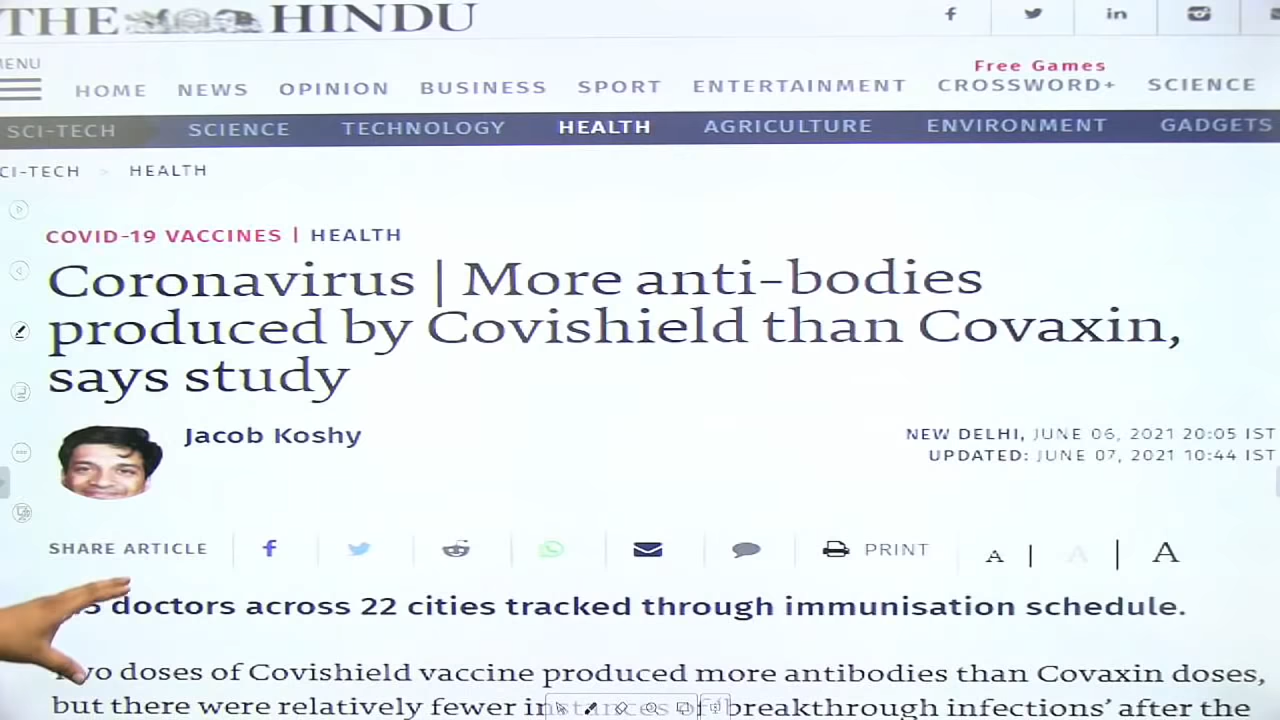 THE HINDU
MENU
Free Games
HOME NEWS OPINION BUSINESS SPORT ENTERTAINMENT CROSSWORD+ SCIENCE
SCI-TECH SCIENCE TECHNOLOGY HEALTH AGRICULTURE ENVIRONMENT GADGETS
CI-TECH > HEALTH
COVID-19 VACCINES | HEALTH
Coronavirus | More anti-bodies
produced by Covishield than Covaxin,
says study
Jacob Koshy
NEW DELHI, JUNE 06, 2021 20:05 IST
UPDATED: JUNE 07, 2021 10:44 IST
SHARE ARTICLE PRINT A | A | A
doctors across 22 cities tracked through immunisation schedule.
doses of Covishield vaccine produced more antibodies than Covaxin doses,
but there were relatively fewer breakthrough infections' after the